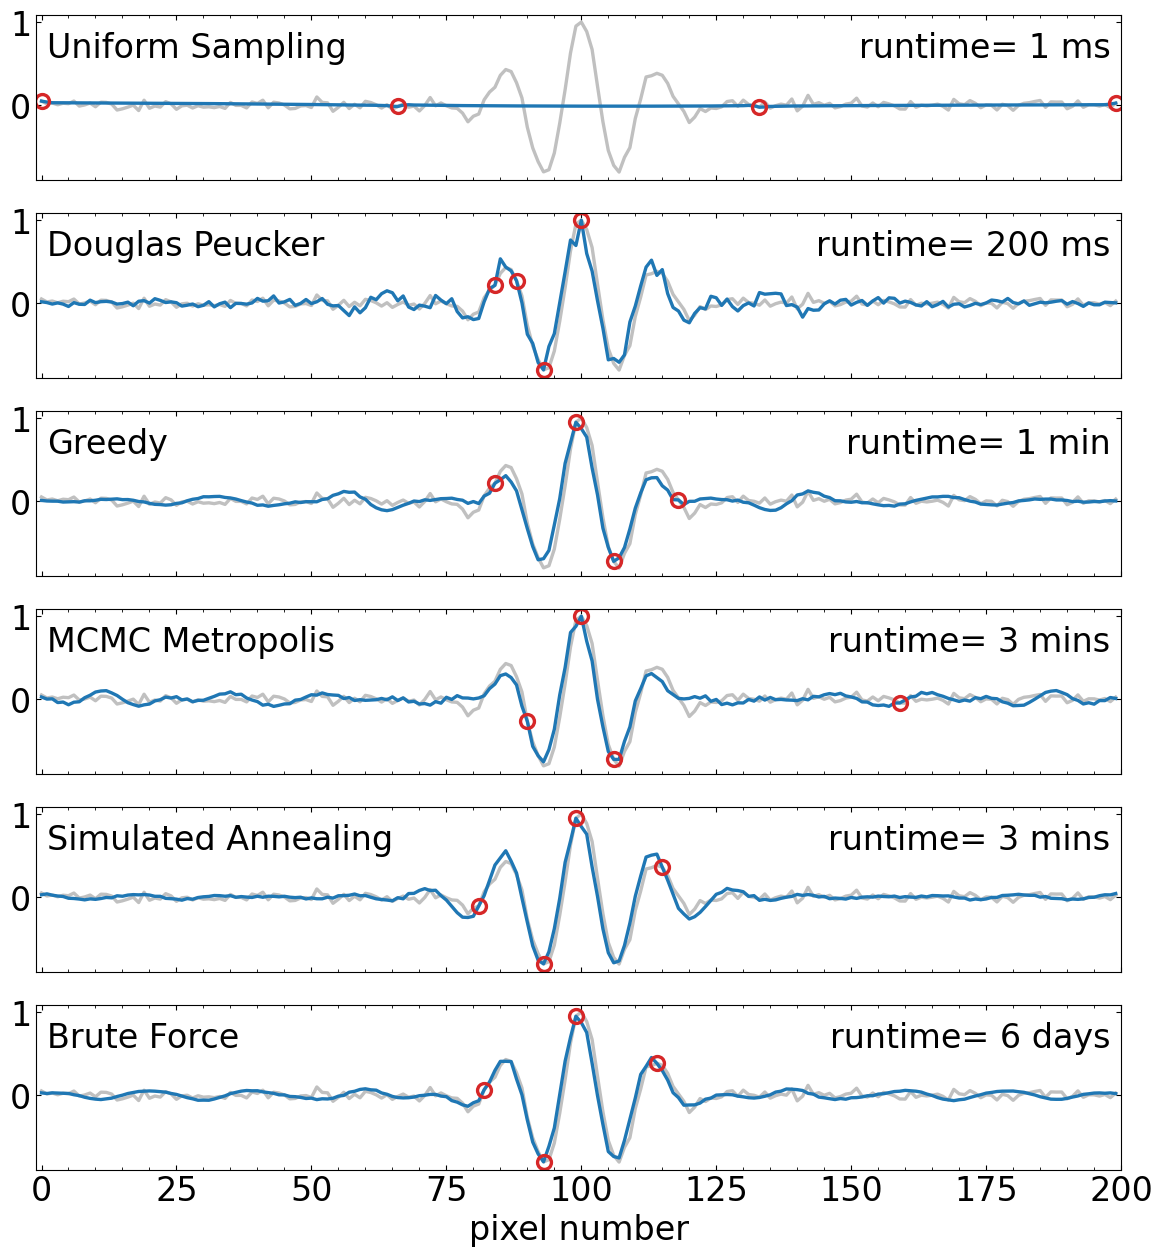 1
Uniform Sampling
runtime= 1 ms
0
1
Douglas Peucker
runtime= 200 ms
0
1
Greedy
runtime= 1 min
0
1
MCMC Metropolis
runtime= 3 mins
0
1
Simulated Annealing
runtime= 3 mins
0
1
Brute Force
runtime= 6 days
0
0 25 50 75 100 125 150 175 200
pixel number